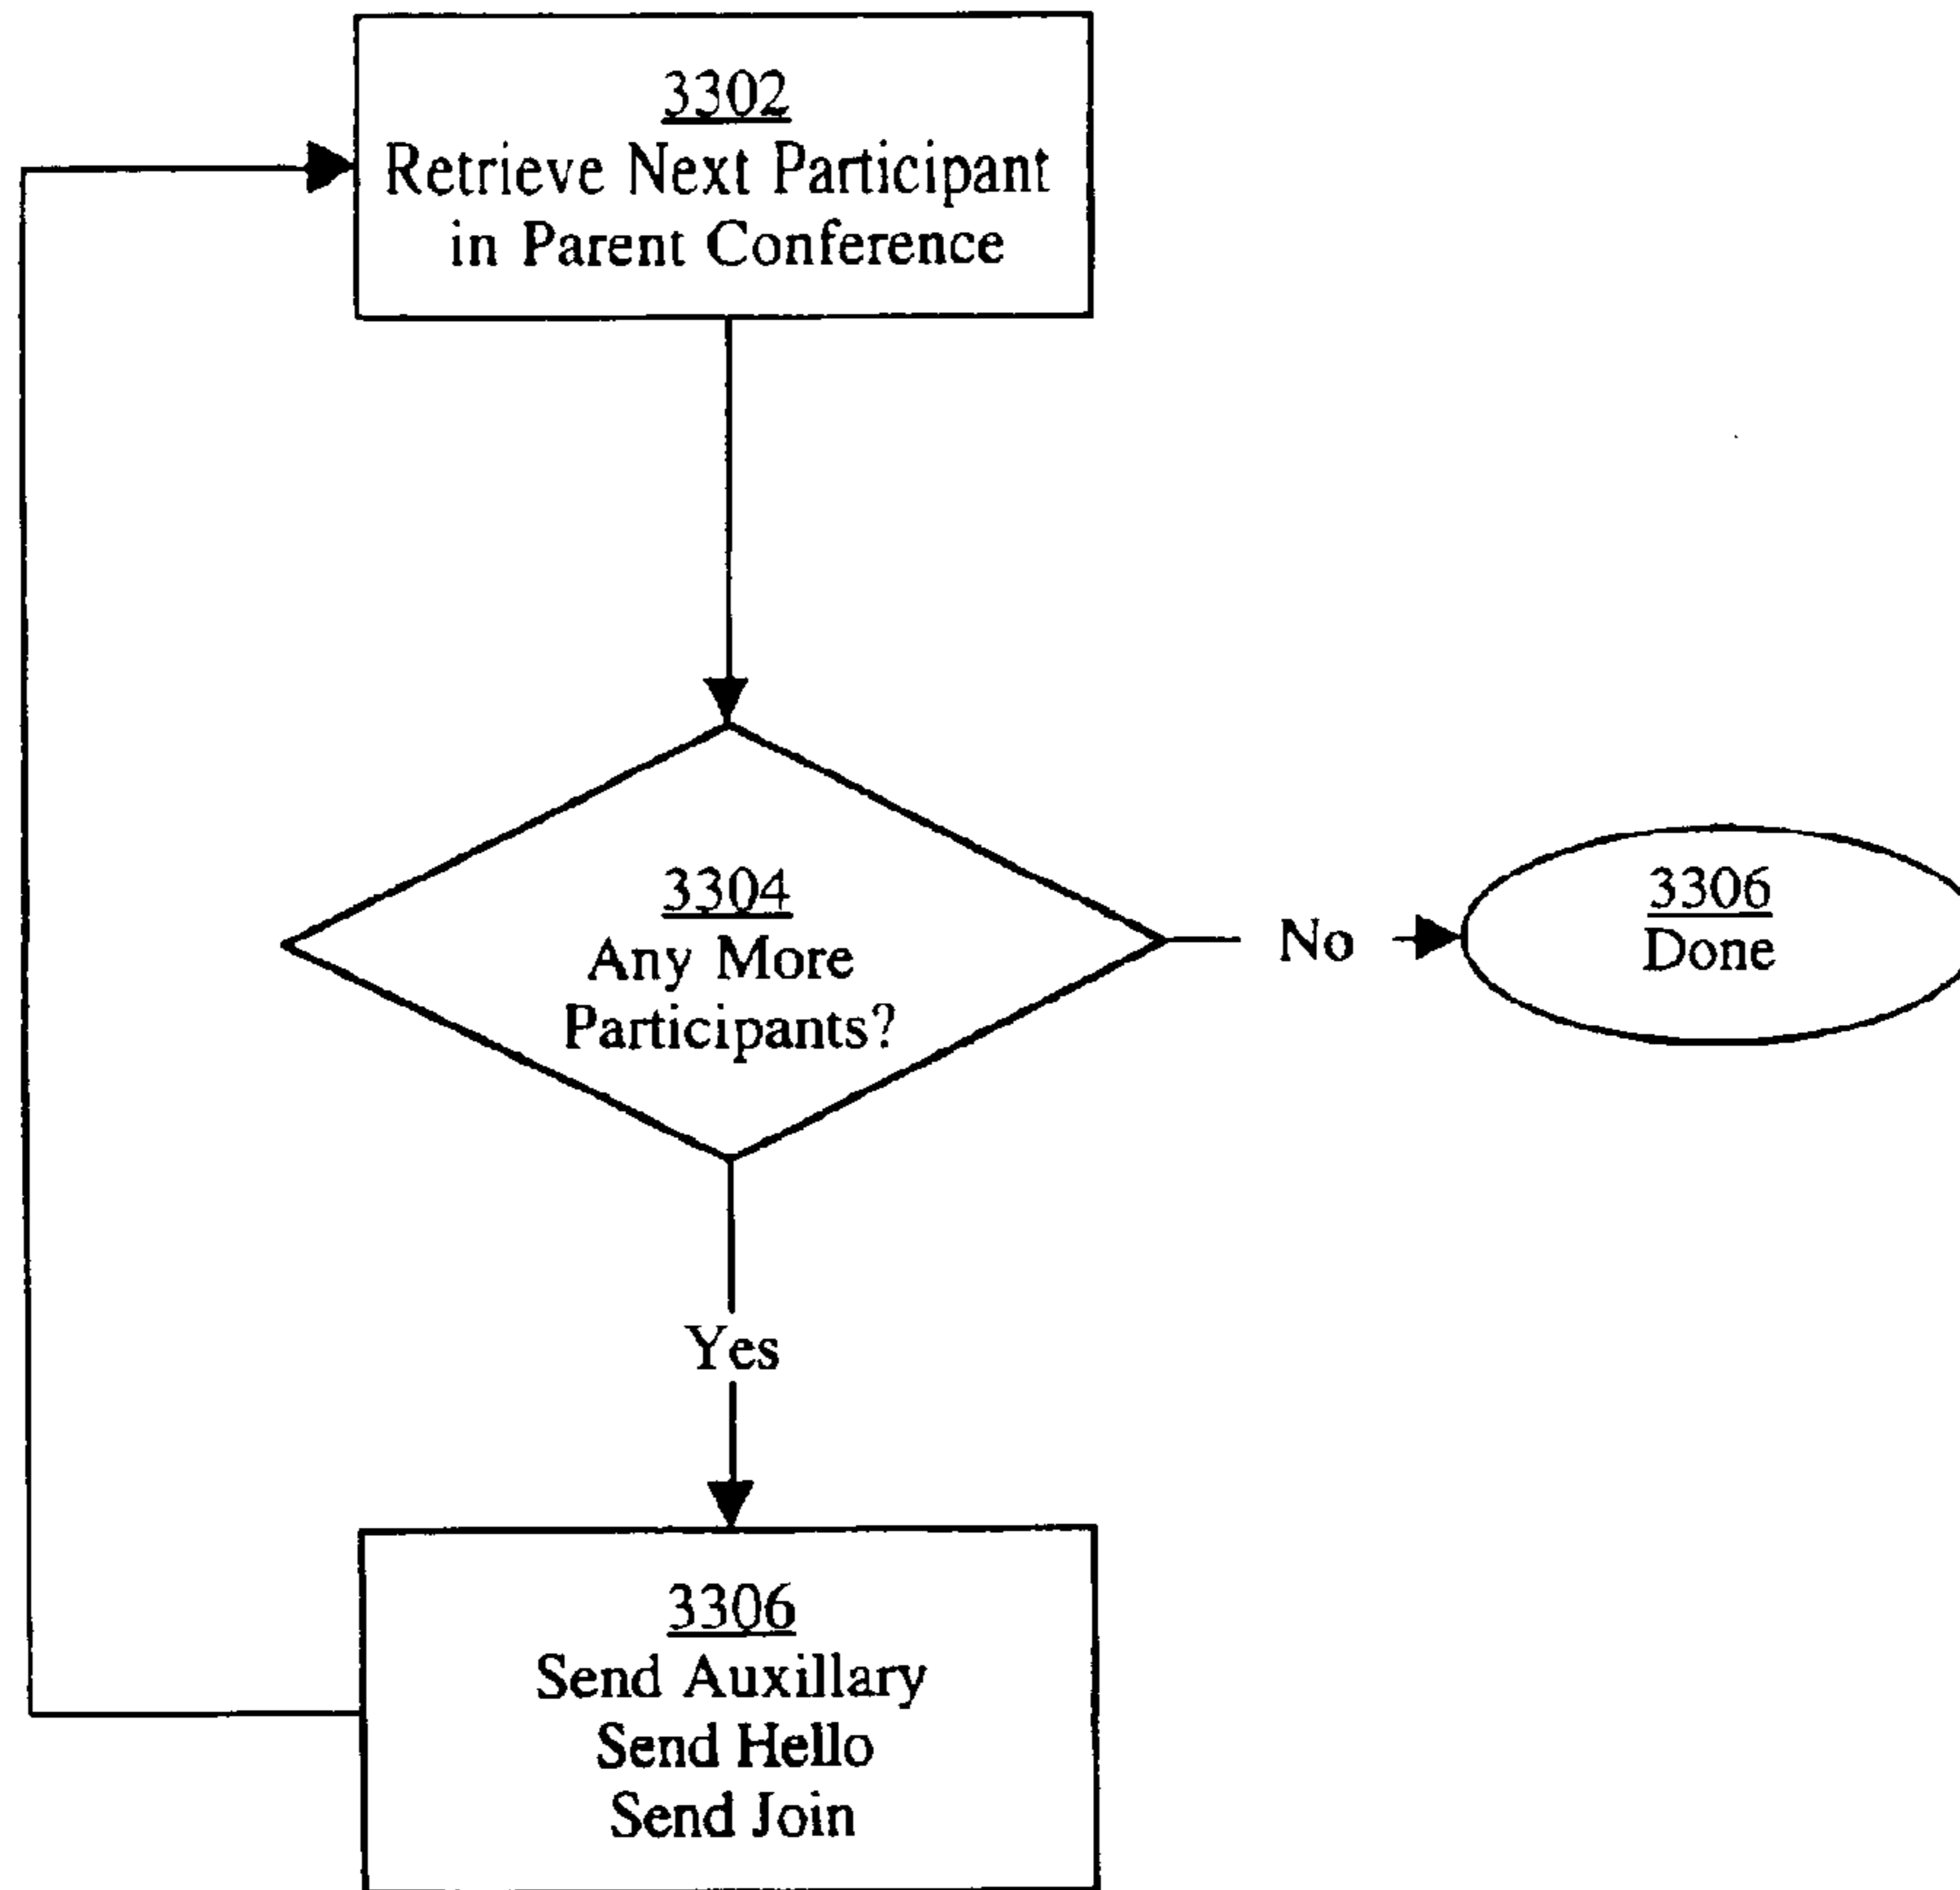 3302
Retrieve Next Participant
in Parent Conference
3304
Any More
Participants?
No
3306
Done
Yes
3306
Send Auxillary
Send Hello
Send Join